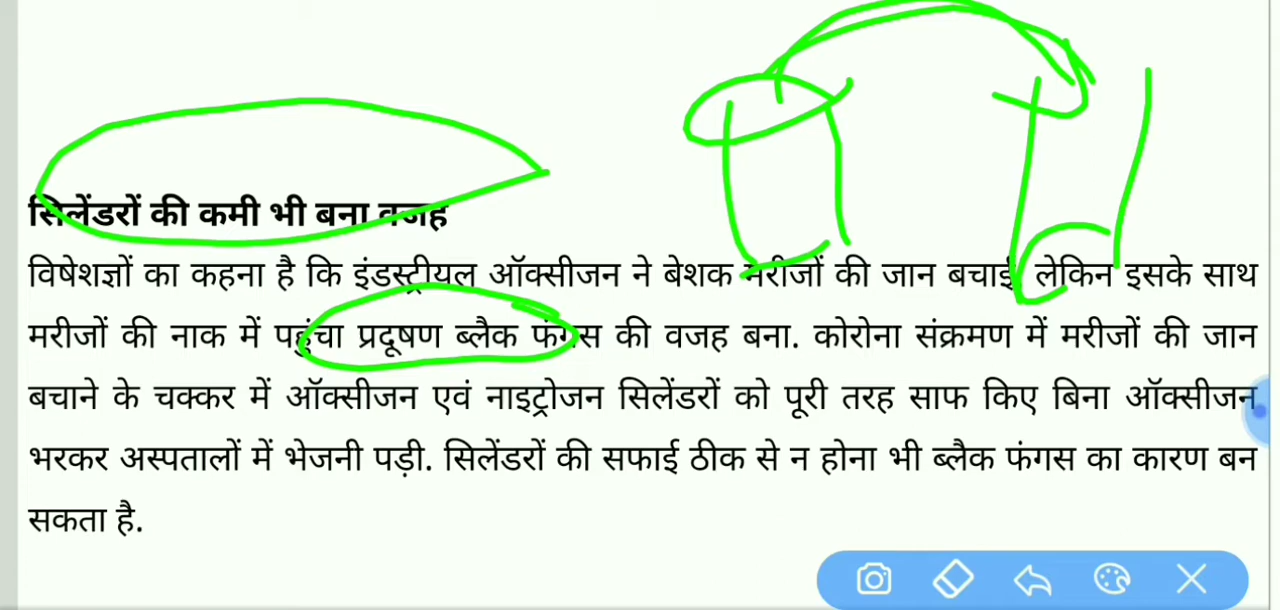 सिलेंडरों की कमी भी बना वजह
विषेशज्ञों का कहना है कि इंडस्ट्रीयल ऑक्सीजन ने बेशक मरीजों की जान बचाई लेकिन इसके साथ
मरीजों की नाक में पहुंचा प्रदूषण ब्लैक फंगस की वजह बना. कोरोना संक्रमण में मरीजों की जान
बचाने के चक्कर में ऑक्सीजन एवं नाइट्रोजन सिलेंडरों को पूरी तरह साफ किए बिना ऑक्सीजन
भरकर अस्पतालों में भेजनी पड़ी. सिलेंडरों की सफाई ठीक से न होना भी ब्लैक फंगस का कारण बन
सकता है.